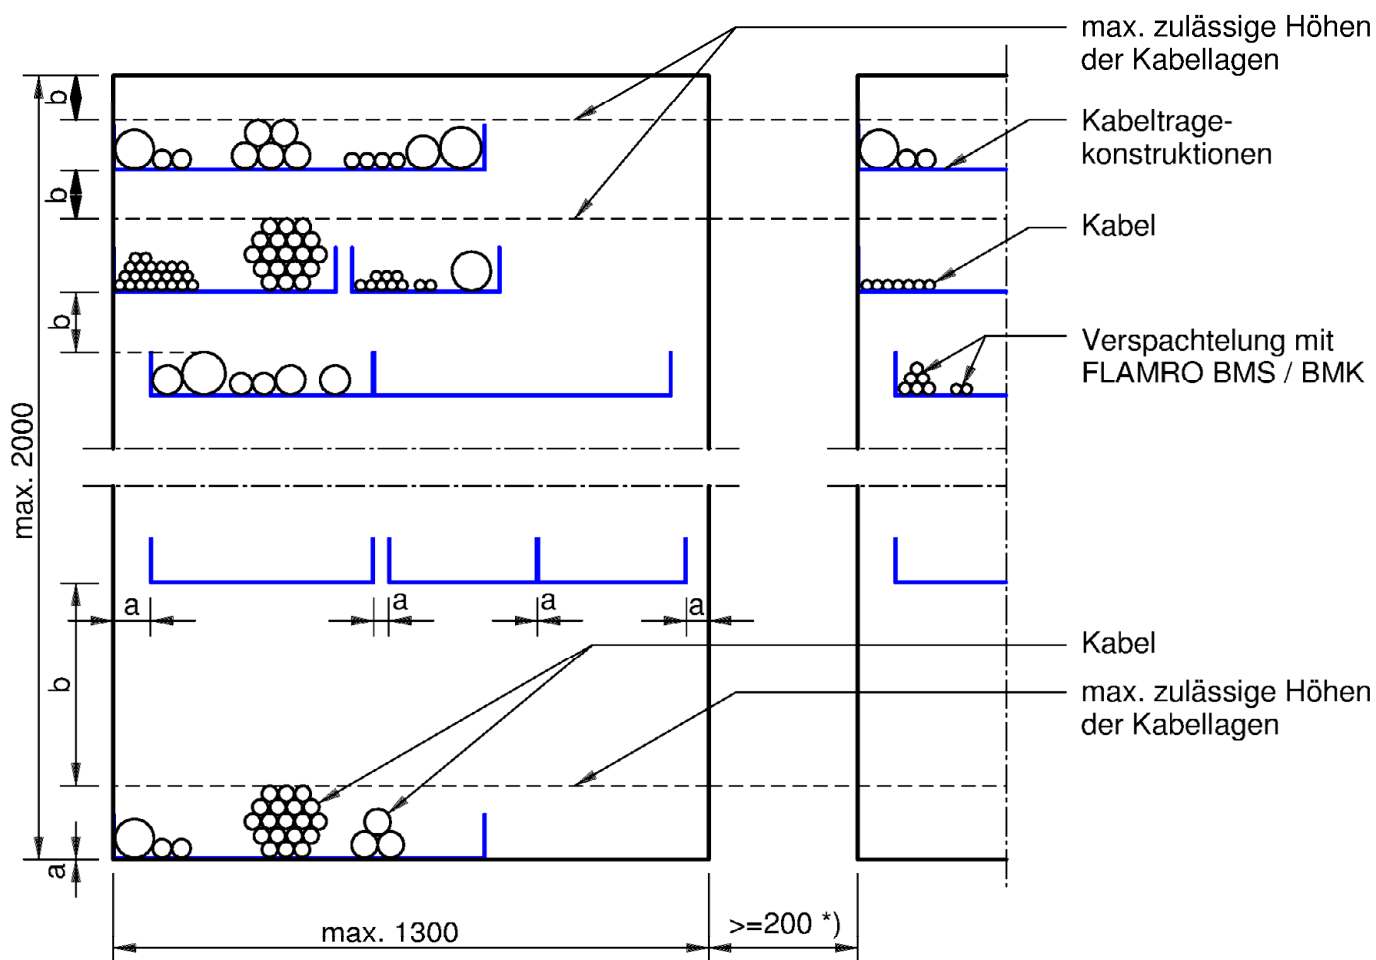 max. zulässige Höhen
der Kabellagen
b
Kabeltrage-
konstruktionen
b
Kabel
b
Verspachtelung mit
FLAMRO BMS / BMK
max. 2000
a
a
a
a
b
Kabel
max. zulässige Höhen
der Kabellagen
a
max. 1300
>=200 *)